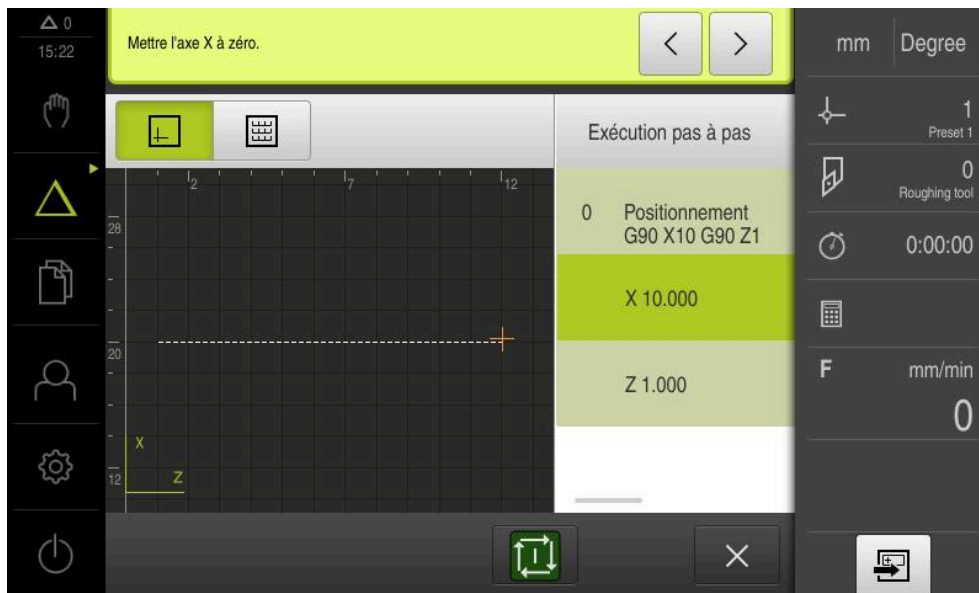 0
15:22
Mettre l'axe X à zéro.
mm
Degree
Exécution pas à pas
1
Preset 1
0
Roughing tool
0:00:00
F
mm/min
0
2
7
12
28
20
12
X
Z
0
Positionnement
G90 X10 G90 Z1
X 10.000
Z 1.000